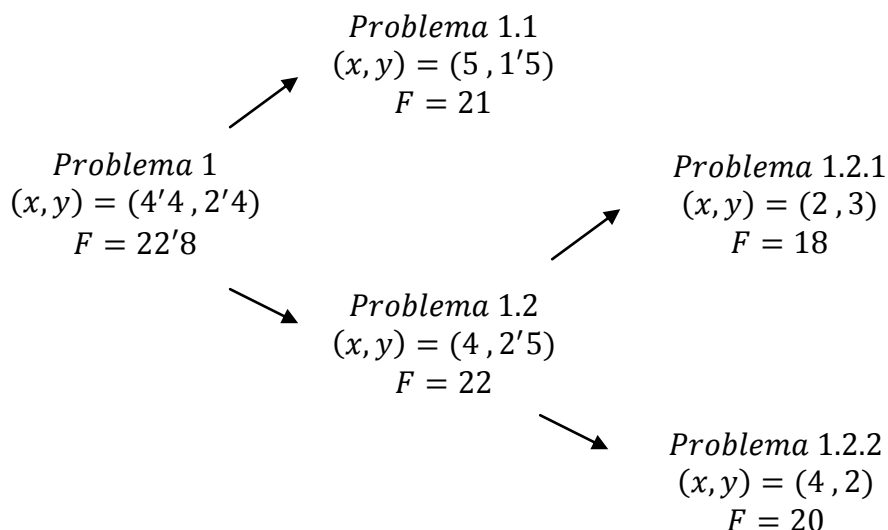 Problema 1.1
(x, y) = (5 , 1′5)
F = 21
Problema 1
(x, y) = (4′4 , 2′4)
F = 22′8
Problema 1.2.1
(x, y) = (2 , 3)
F = 18
Problema 1.2
(x, y) = (4 , 2′5)
F = 22
Problema 1.2.2
(x, y) = (4 , 2)
F = 20